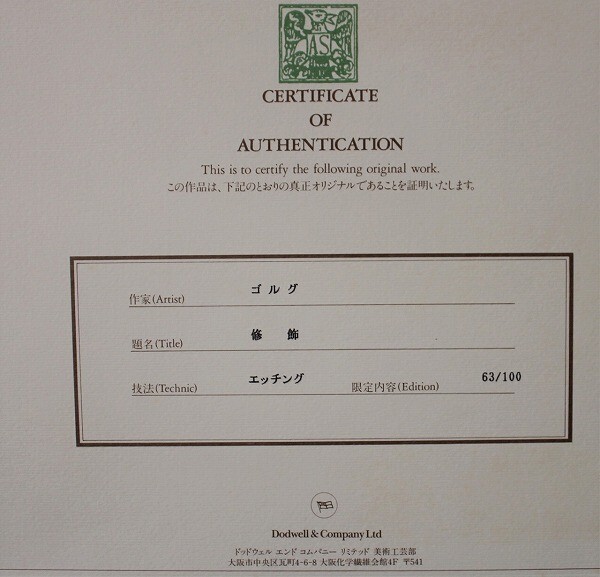 AS
CERTIFICATE
OF
AUTHENTICATION
This is to certify the following original work.
この作品は、下記のとおりの真正オリジナルであることを証明いたします。
作家(Artist) ゴルグ
題名(Title) 修飾
技法(Technic) エッチング 限定内容(Edition) 63/100
Dodwell & Company Ltd
ドッドウェル エンド コムパニー リミテッド 美術工芸部
大阪市中央区瓦町4-6-8 大阪化学繊維会館4F 〒541